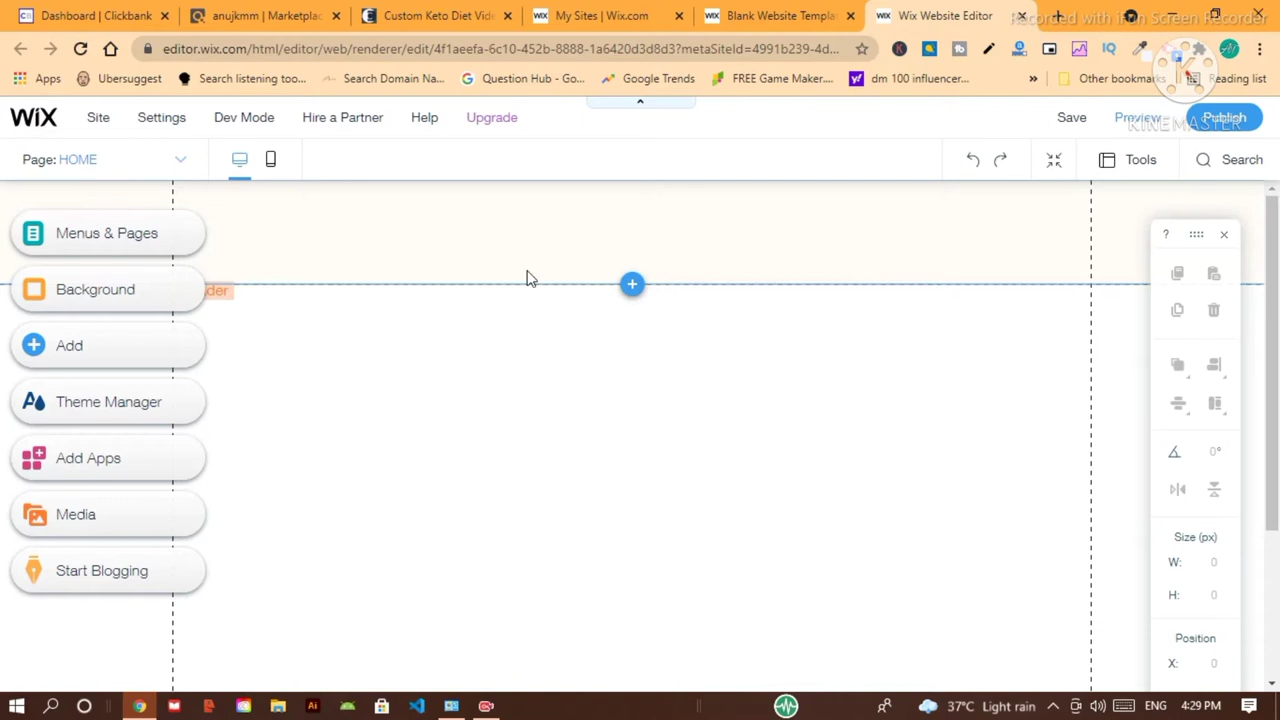 Dashboard | Clickbank
anujkmm | Marketplac
Custom Keto Diet Vide
My Sites | Wix.com
Blank Website Templa
Wix Website Editor
Recorded with iFun Screen Recorder
editor.wix.com/html/editor/web/renderer/edit/4f1aeefa-6c10-452b-8888-1a6420d3d8d3?metaSiteId=4991b239-4d...
Apps
Ubersuggest
Search listening too...
Search Domain Na...
Question Hub - Go...
Google Trends
FREE Game Maker....
dm 100 influencer...
Other bookmarks
Reading list
WiX
Site
Settings
Dev Mode
Hire a Partner
Help
Upgrade
Save
Preview
Publish
KINEMASTER
Page: HOME
Tools
Search
Menus & Pages
Background
der
Add
Theme Manager
Add Apps
Media
Start Blogging
?
0°
Size (px)
W: 0
H: 0
Position
X: 0
37°C Light rain
ENG
4:29 PM